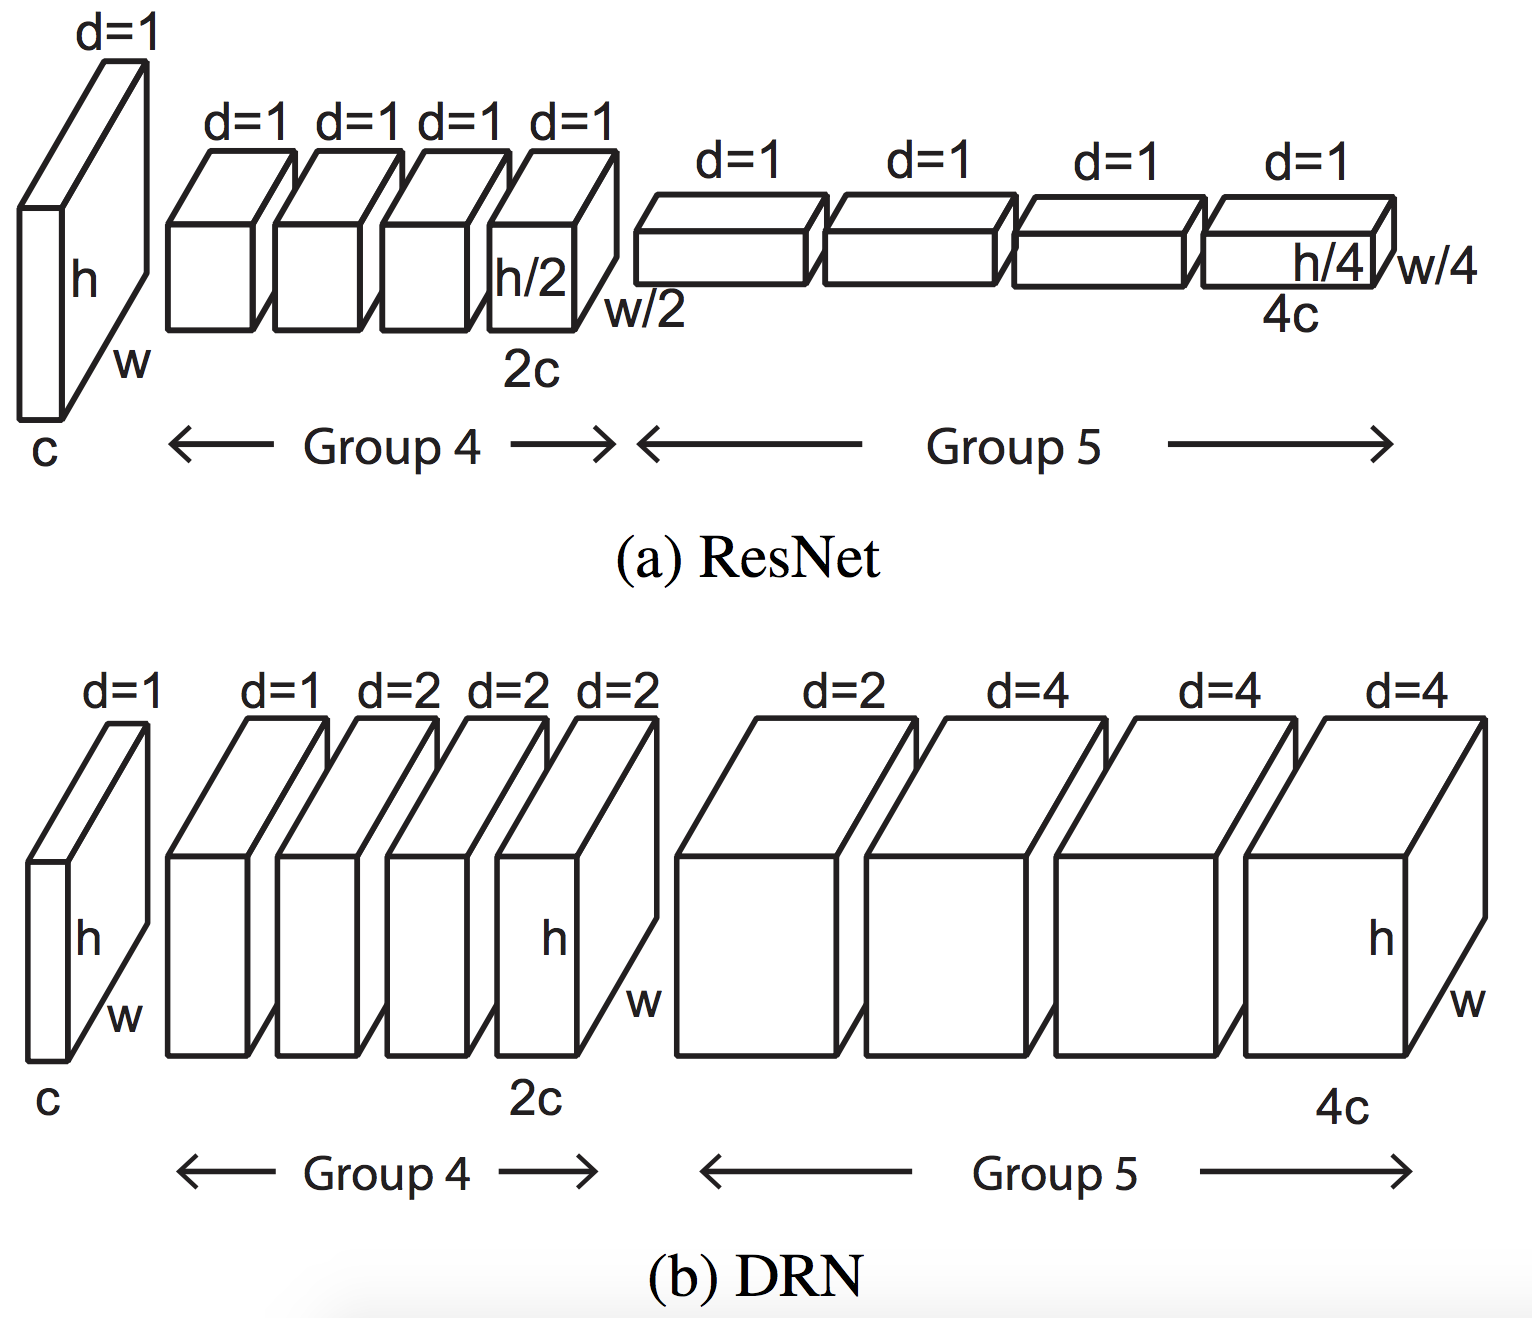 d=1
d=1 d=1 d=1 d=1
d=1 d=1 d=1 d=1
h h/2 h/4 w/4
w/2 4c
w 2c
c Group 4 Group 5
(a) ResNet
d=1 d=1 d=2 d=2 d=2 d=2 d=4 d=4 d=4
h h h
w w w
c 2c 4c
Group 4 Group 5
(b) DRN